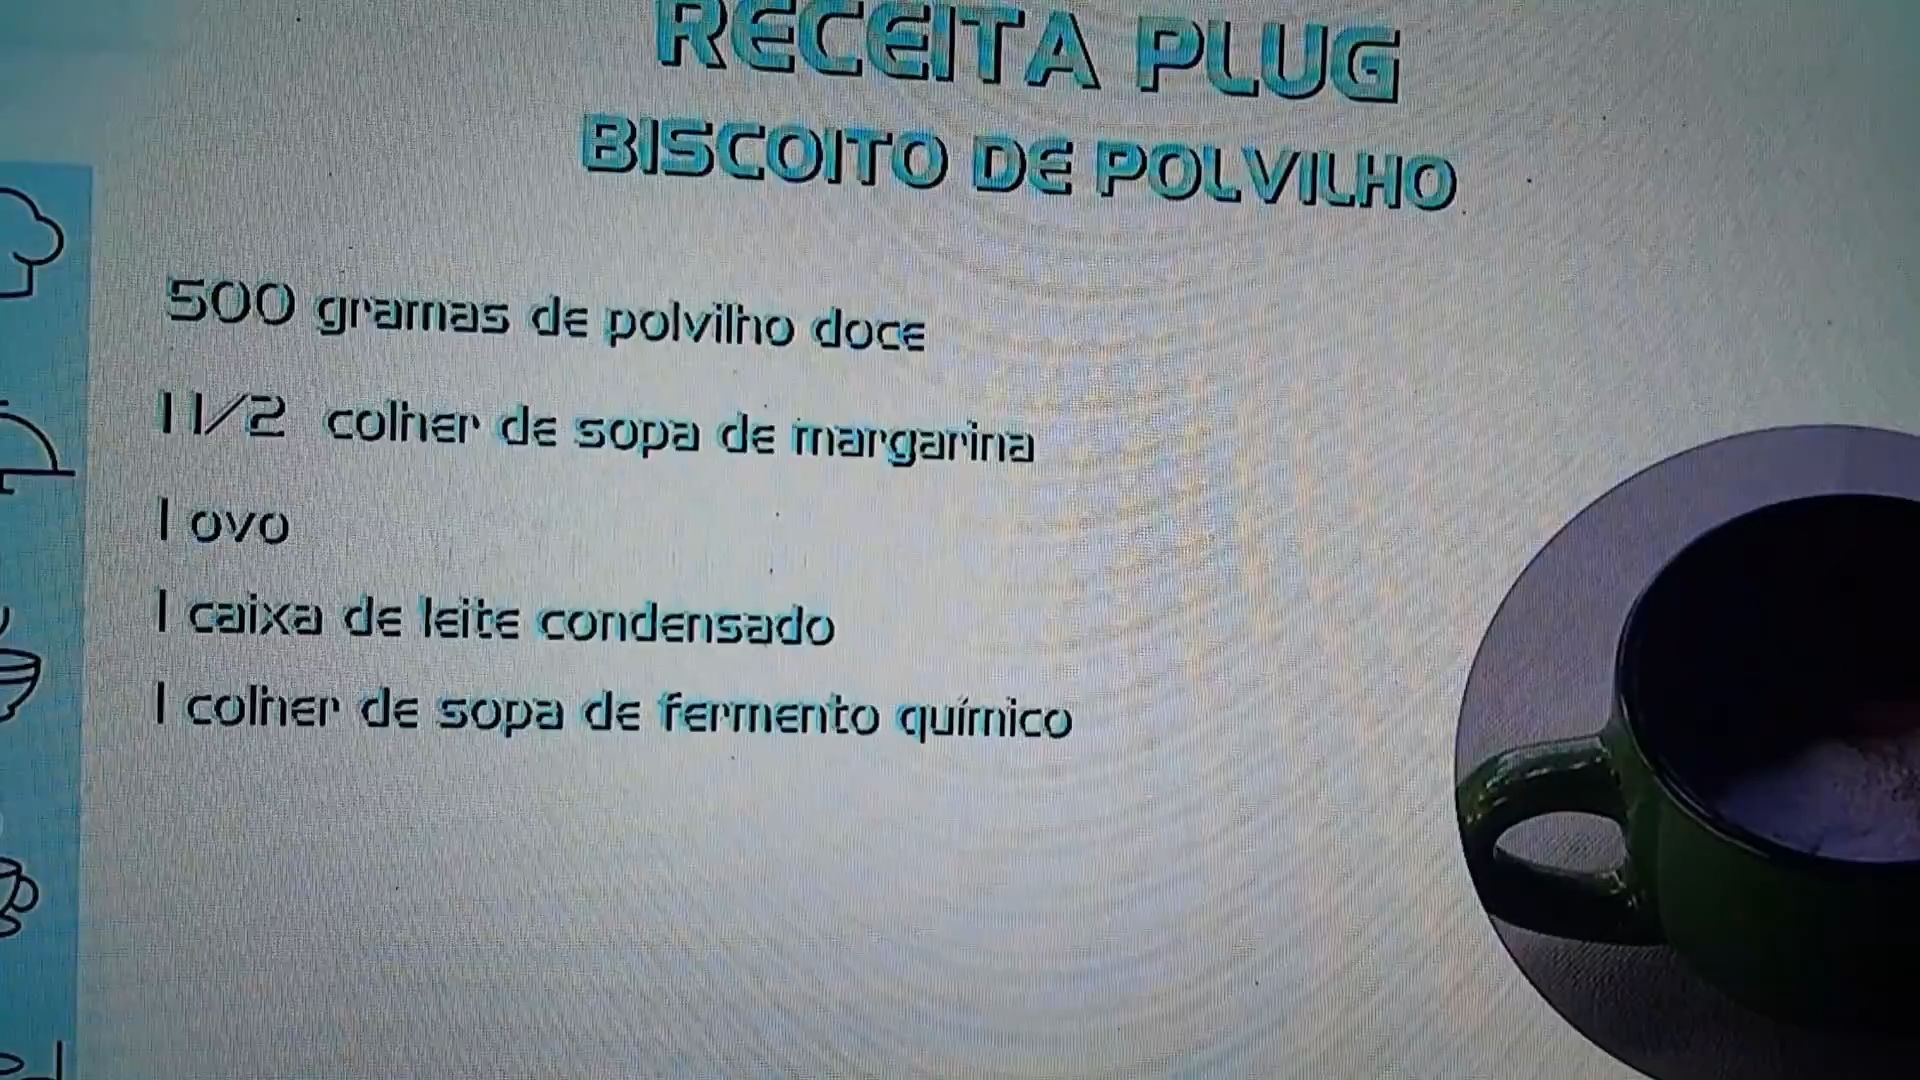 RECEITA PLUG
BISCOITO DE POLVILHO
500 gramas de polvilho doce
1 1/2 colher de sopa de margarina
1 ovo
1 caixa de leite condensado
1 colher de sopa de fermento químico